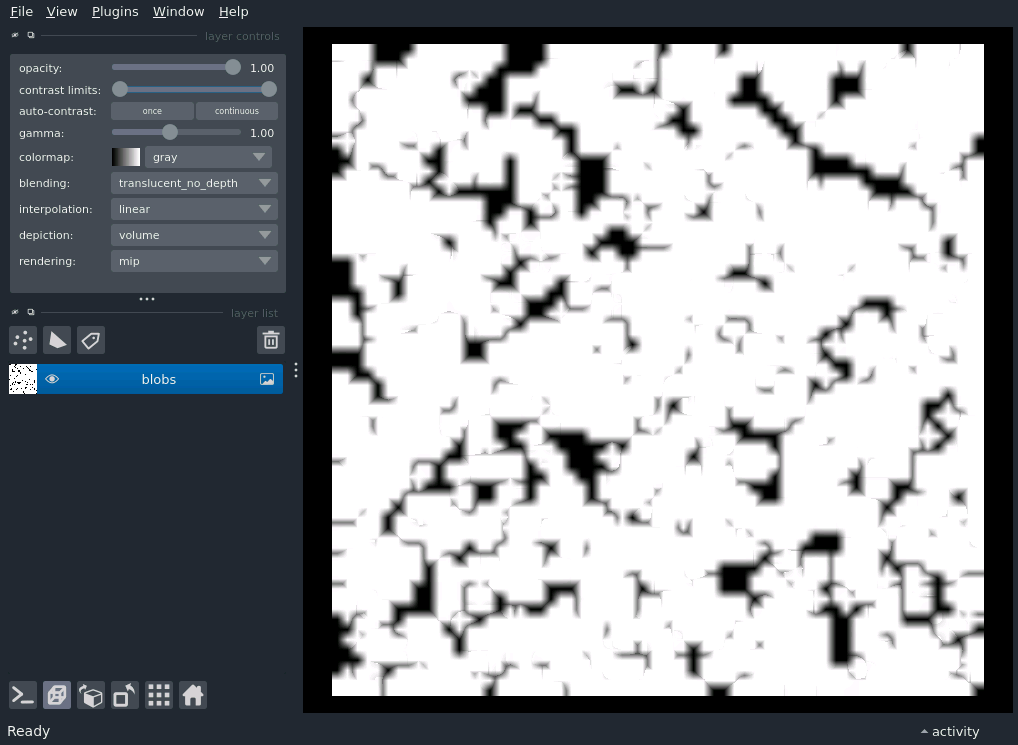 File View Plugins Window Help
layer controls
opacity: 1.00
contrast limits:
auto-contrast: once continuous
gamma: 1.00
colormap: gray
blending: translucent_no_depth
interpolation: linear
depiction: volume
rendering: mip
layer list
blobs
Ready activity